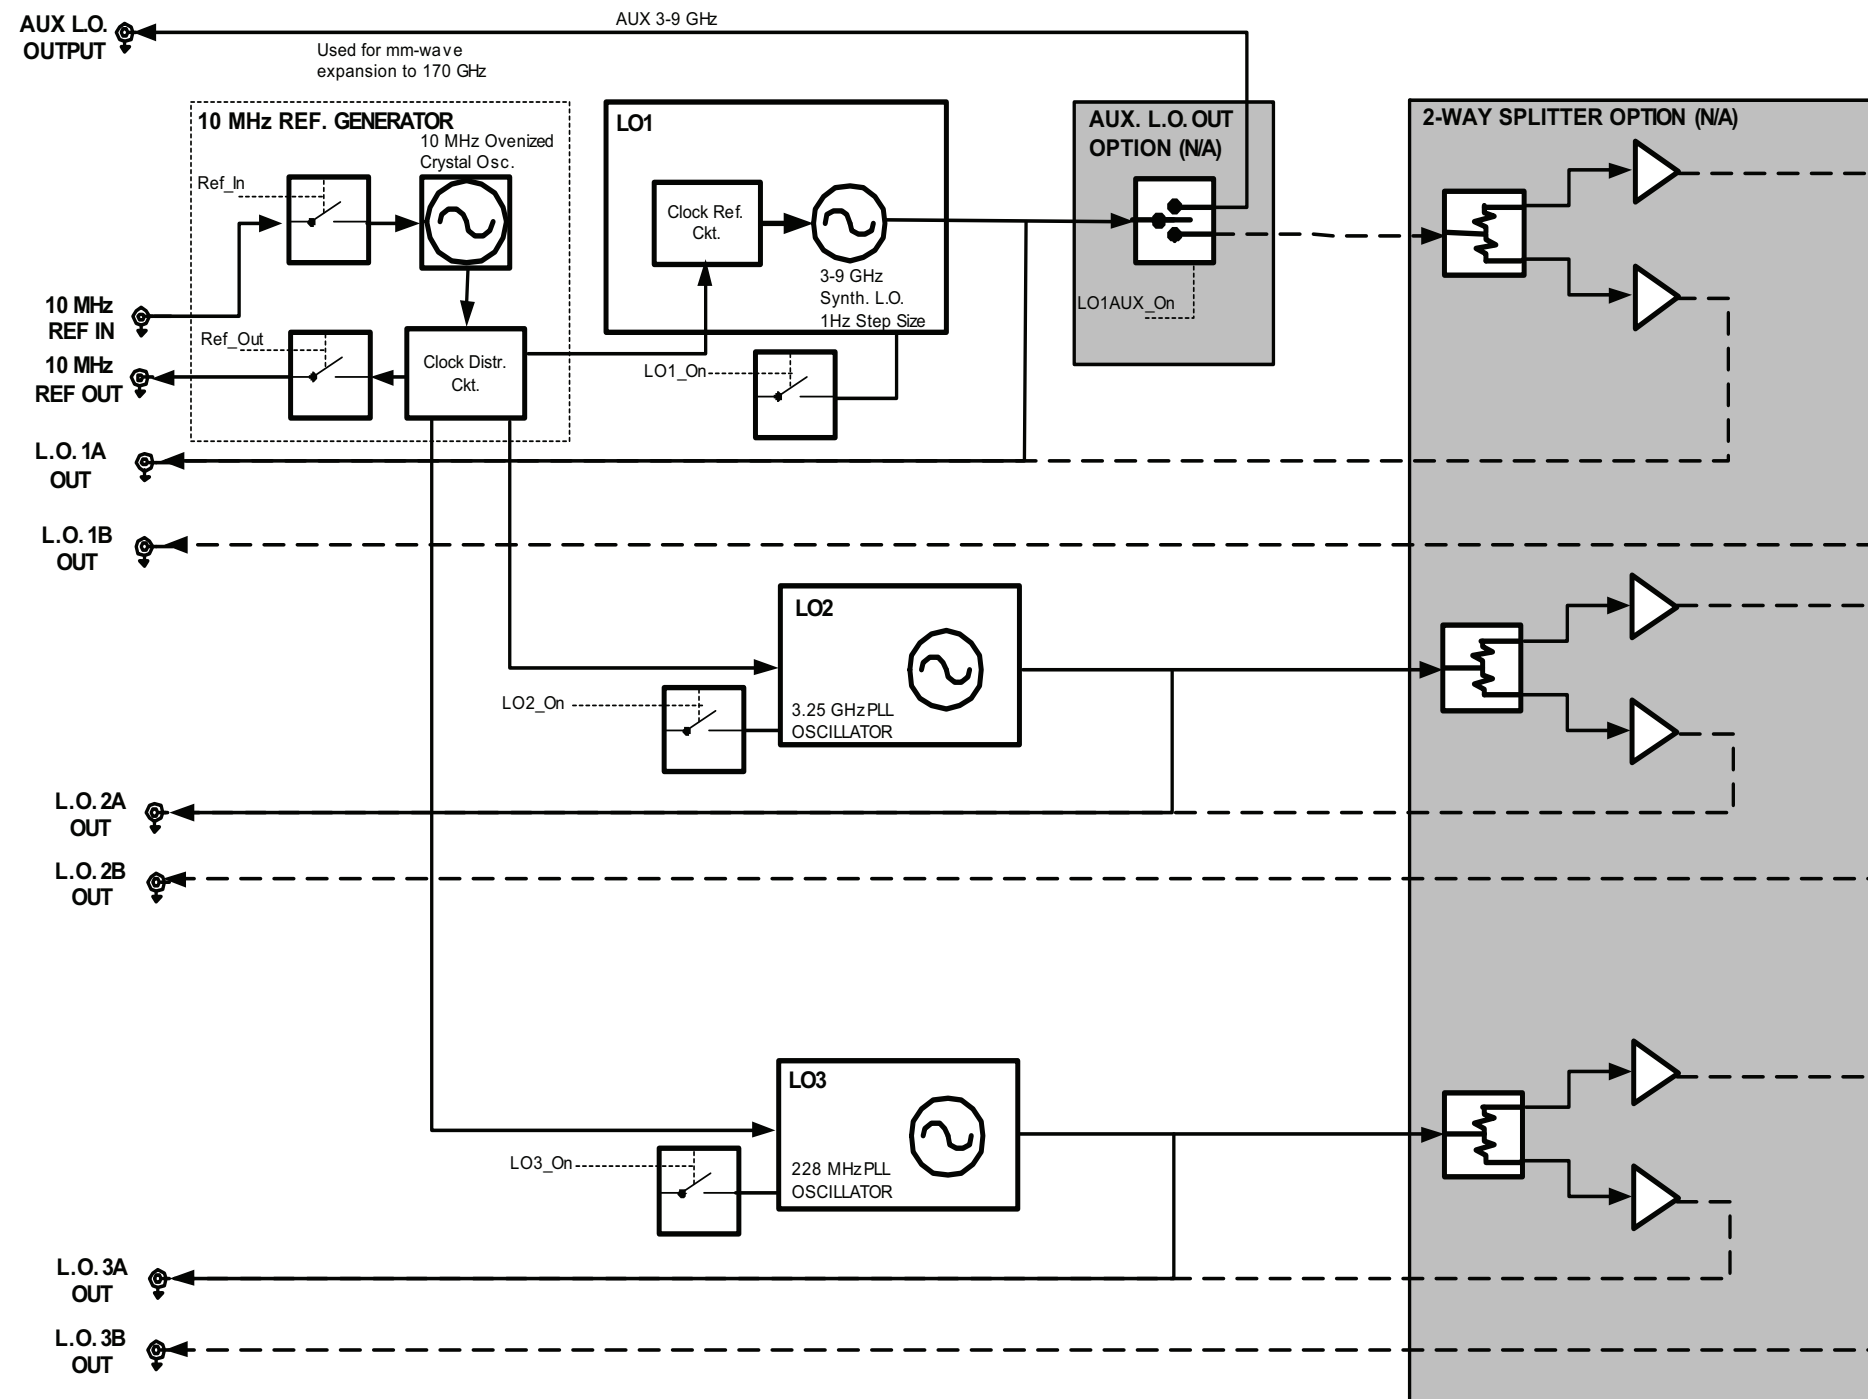 AUX L.O.
OUTPUT
AUX 3-9 GHz
Used for mm-wave
expansion to 170 GHz
10 MHz REF. GENERATOR
10 MHz Ovenized
Crystal Osc.
Ref_In
10 MHz
REF IN
Ref_Out
10 MHz
REF OUT
Clock Distr.
Ckt.
LO1
Clock Ref.
Ckt.
3-9 GHz
Synth. L.O.
1Hz Step Size
LO1_On
AUX. L.O. OUT
OPTION (N/A)
LO1AUX_On
2-WAY SPLITTER OPTION (N/A)
L.O. 1A
OUT
L.O. 1B
OUT
LO2
LO2_On
3.25 GHz PLL
OSCILLATOR
L.O. 2A
OUT
L.O. 2B
OUT
LO3
LO3_On
228 MHz PLL
OSCILLATOR
L.O. 3A
OUT
L.O. 3B
OUT